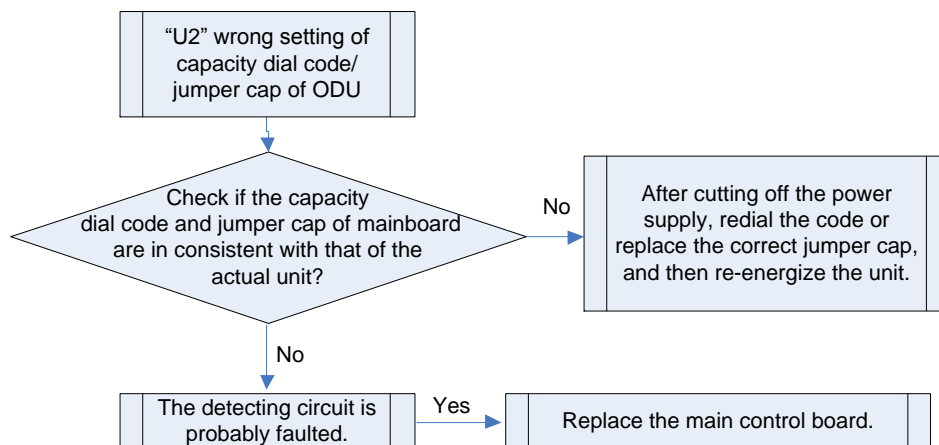 “U2” wrong setting of
capacity dial code/
jumper cap of ODU
Check if the capacity
dial code and jumper cap of mainboard
are in consistent with that of the
actual unit?
No
After cutting off the power
supply, redial the code or
replace the correct jumper cap,
and then re-energize the unit.
No
The detecting circuit is
probably faulted.
Yes
Replace the main control board.